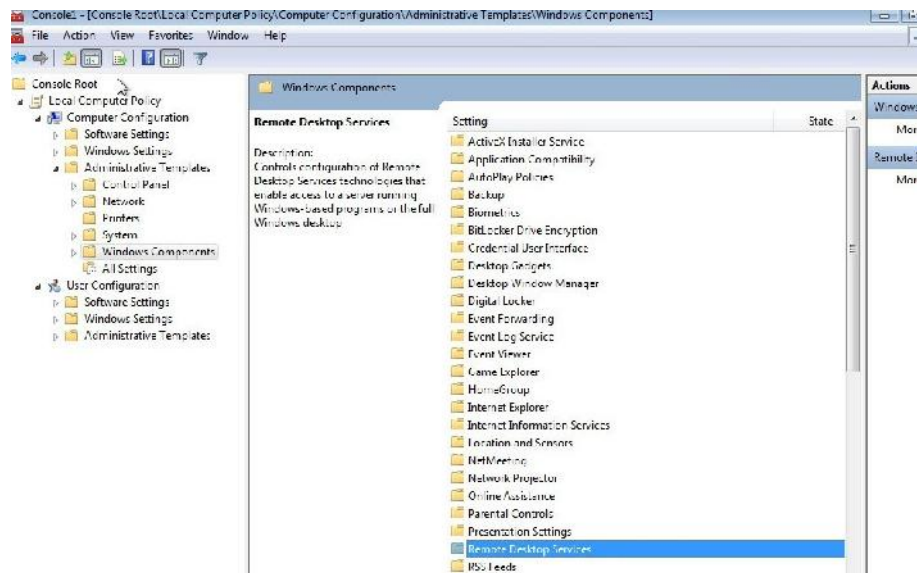 Console1 - [Console Root\Local Computer Policy\Computer Configuration\Administrative Templates\Windows Components]
File Action View Favorites Window Help
Console Root
Local Computer Policy
Computer Configuration
Software Settings
Windows Settings
Administrative Templates
Control Panel
Network
Printers
System
Windows Components
All Settings
User Configuration
Software Settings
Windows Settings
Administrative Templates
Windows Components
Remote Desktop Services
Description:
Controls configuration of Remote
Desktop Services technologies that
enable access to a server running
Windows-based programs or the full
Windows desktop
Setting State
ActiveX Installer Service
Application Compatibility
AutoPlay Policies
Backup
Biometrics
BitLocker Drive Encryption
Credential User Interface
Desktop Gadgets
Desktop Window Manager
Digital Locker
Event Forwarding
Event Log Service
Event Viewer
Game Explorer
HomeGroup
Internet Explorer
Internet Information Services
Location and Sensors
NetMeeting
Network Projector
Online Assistance
Parental Controls
Presentation Settings
Remote Desktop Services
RSS Feeds
Actions
Windows
Mor
Remote
Mor